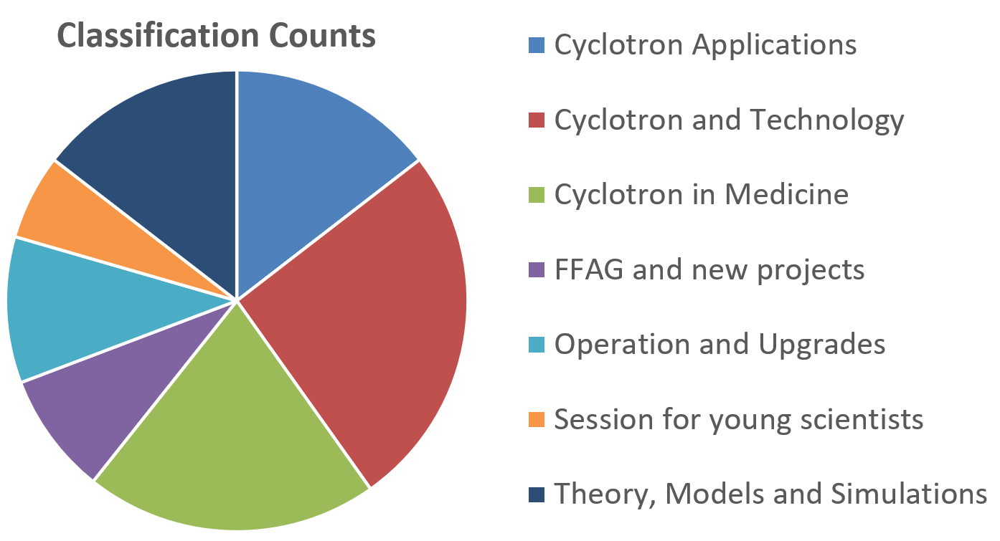 Classification Counts
Cyclotron Applications
Cyclotron and Technology
Cyclotron in Medicine
FFAG and new projects
Operation and Upgrades
Session for young scientists
Theory, Models and Simulations